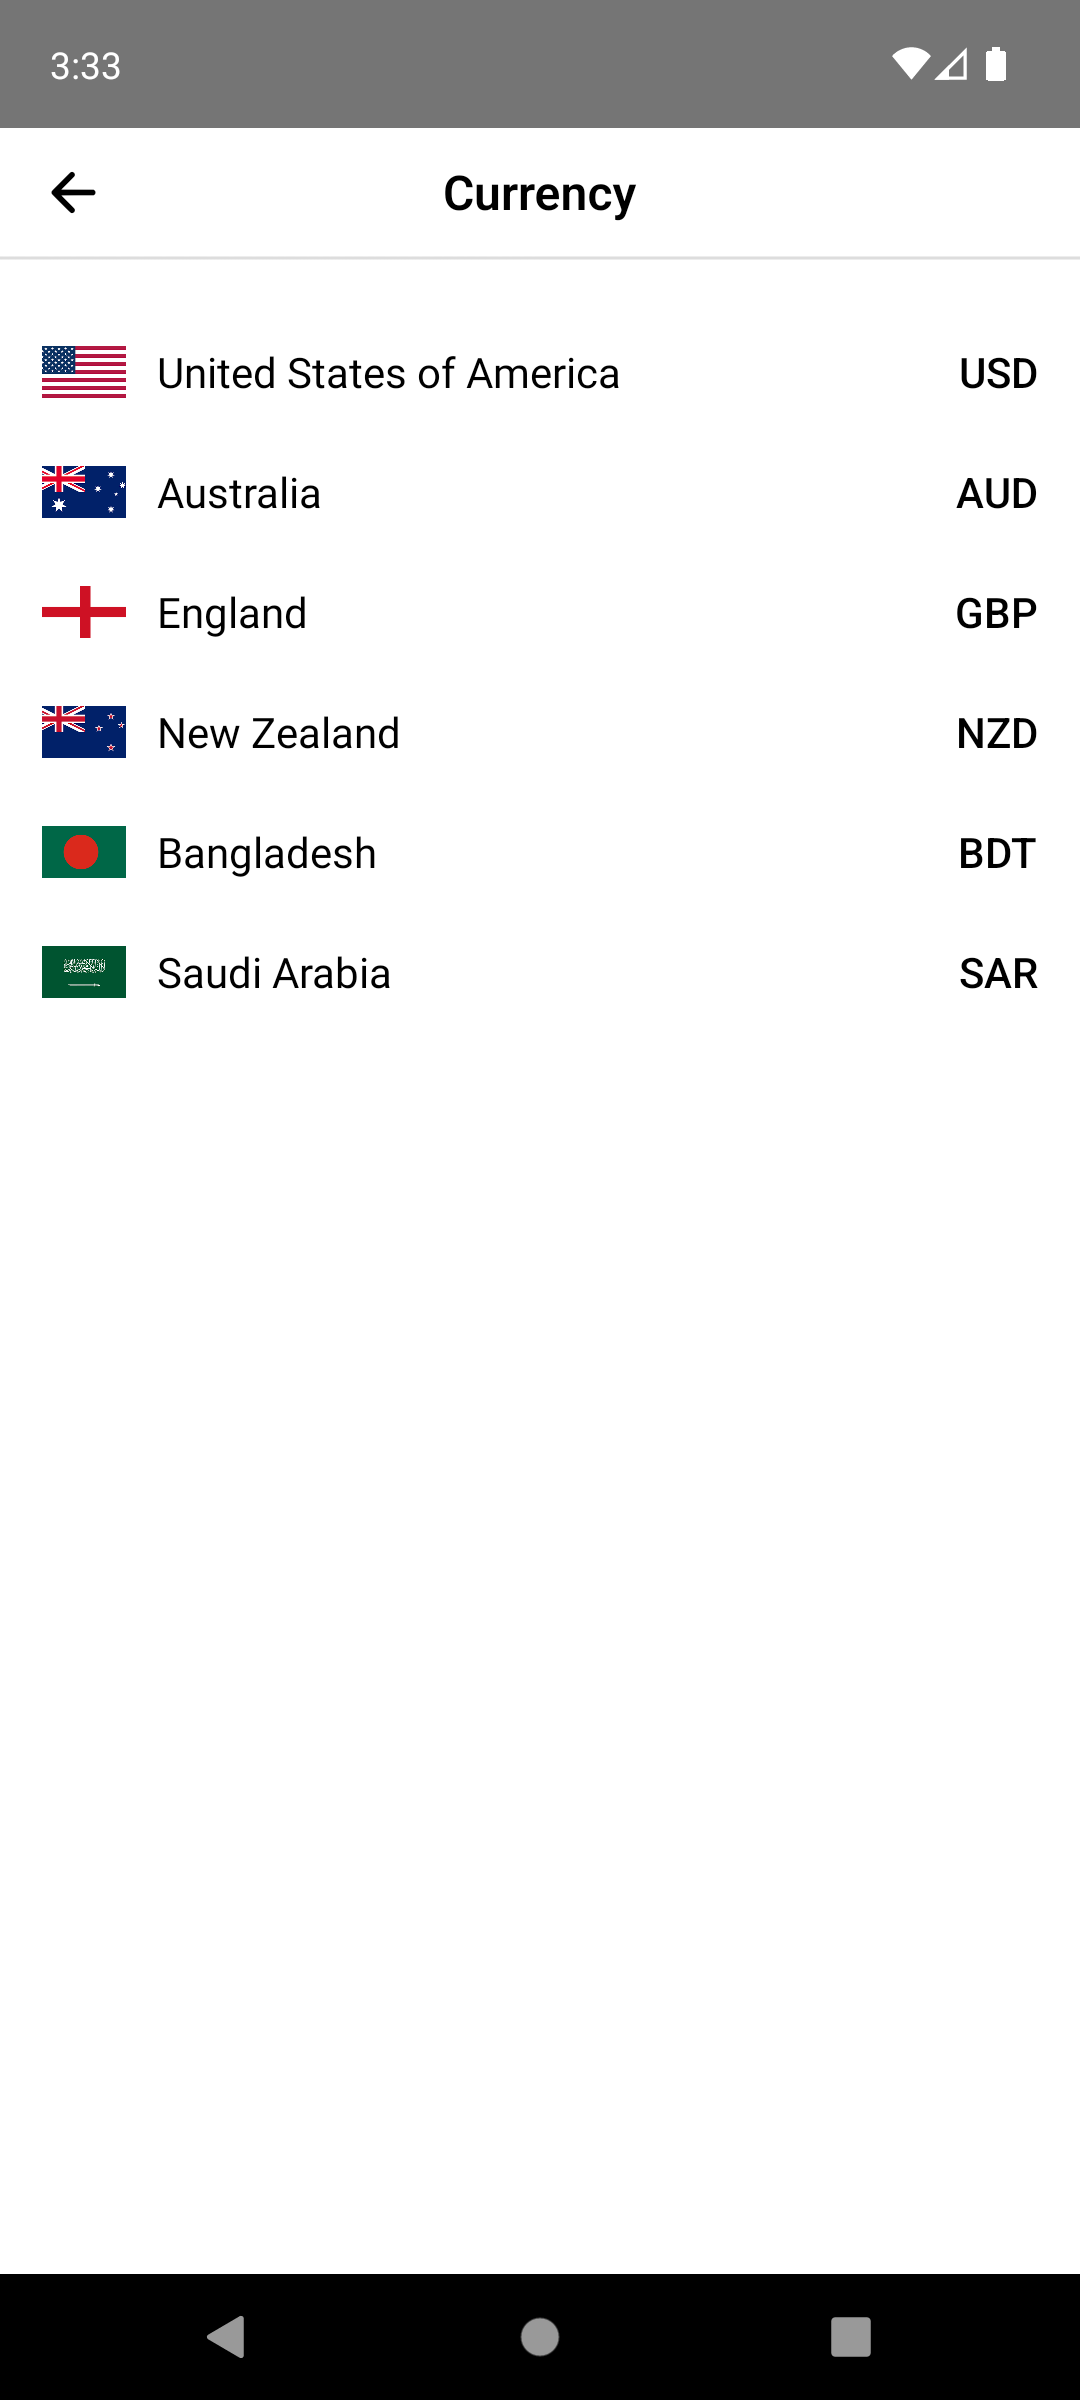 3:33
Currency
United States of America USD
Australia AUD
England GBP
New Zealand NZD
Bangladesh BDT
Saudi Arabia SAR